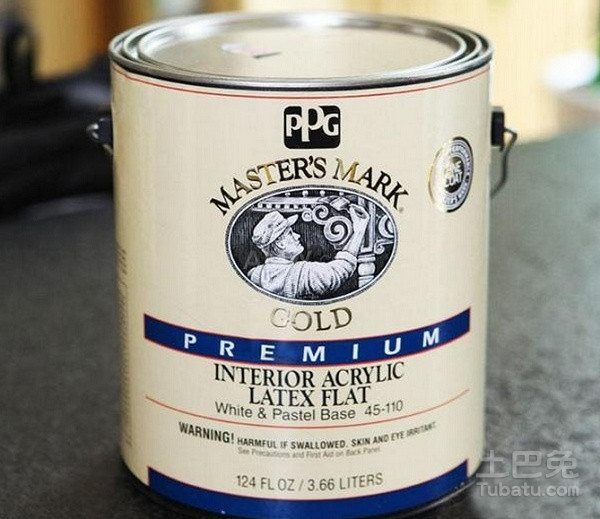 PPG
MASTER'S MARK
ONE
COAT
GOLD
PREMIUM
INTERIOR ACRYLIC
LATEX FLAT
White & Pastel Base 45-110
WARNING! HARMFUL IF SWALLOWED. SKIN AND EYE IRRITANT.
See Precautions and First Aid on Back Panel.
124 FL OZ / 3.66 LITERS
土巴兔
Tubatu.com